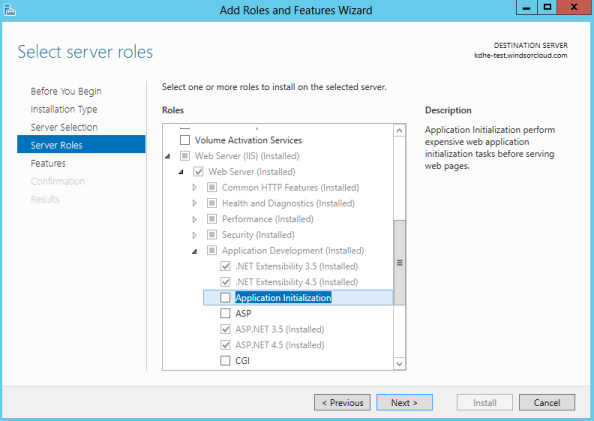 Add Roles and Features Wizard
Select server roles
DESTINATION SERVER
kdhe-test.windsorcloud.com
Before You Begin
Installation Type
Server Selection
Server Roles
Features
Confirmation
Results
Select one or more roles to install on the selected server.
Roles
Volume Activation Services
Web Server (IIS) (Installed)
Web Server (Installed)
Common HTTP Features (Installed)
Health and Diagnostics (Installed)
Performance (Installed)
Security (Installed)
Application Development (Installed)
.NET Extensibility 3.5 (Installed)
.NET Extensibility 4.5 (Installed)
Application Initialization
ASP
ASP.NET 3.5 (Installed)
ASP.NET 4.5 (Installed)
CGI
Description
Application Initialization perform
expensive web application
initialization tasks before serving
web pages.
< Previous
Next >
Install
Cancel